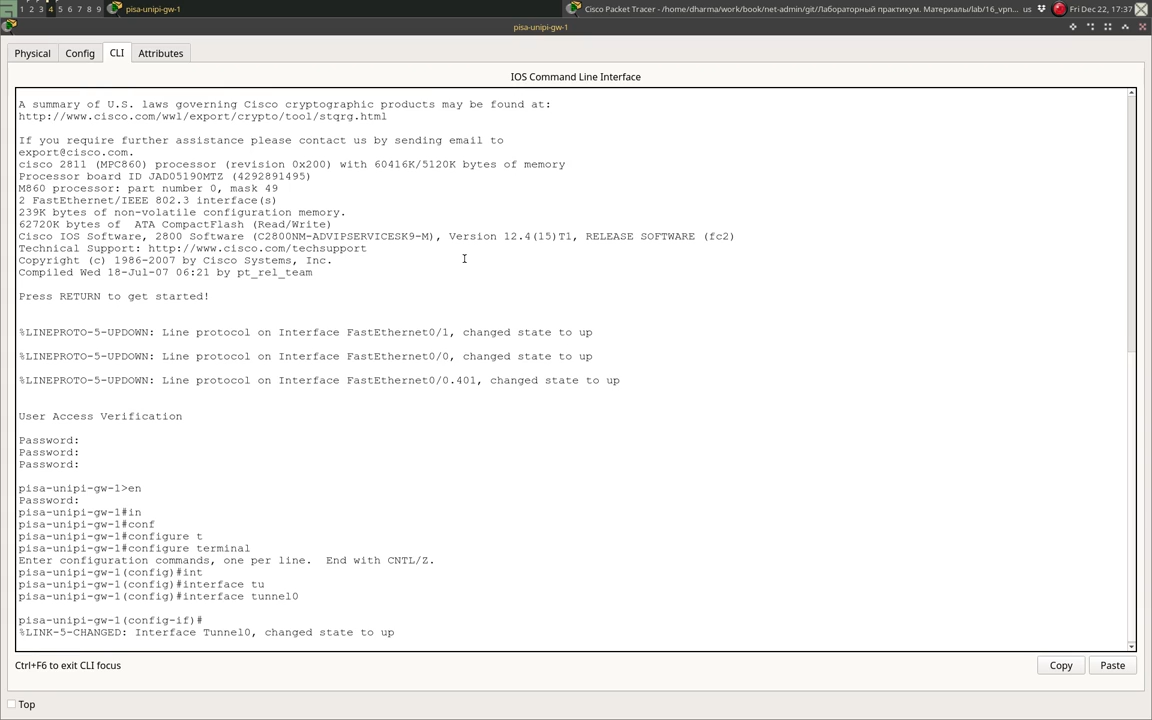 1 2 3 4 5 6 7 8 9 pisa-unipi-gw-1 Cisco Packet Tracer - /home/dharma/work/book/net-admin/git/Лабораторный практикум. Материалы/lab/16_vpn... us Fri Dec 22, 17:37
pisa-unipi-gw-1
Physical Config CLI Attributes
IOS Command Line Interface
A summary of U.S. laws governing Cisco cryptographic products may be found at:
http://www.cisco.com/wwl/export/crypto/tool/stqrg.html
If you require further assistance please contact us by sending email to
export@cisco.com.
cisco 2811 (MPC860) processor (revision 0x200) with 60416K/5120K bytes of memory
Processor board ID JAD05190MTZ (4292891495)
M860 processor: part number 0, mask 49
2 FastEthernet/IEEE 802.3 interface(s)
239K bytes of non-volatile configuration memory.
62720K bytes of ATA CompactFlash (Read/Write)
Cisco IOS Software, 2800 Software (C2800NM-ADVIPSERVICESK9-M), Version 12.4(15)T1, RELEASE SOFTWARE (fc2)
Technical Support: http://www.cisco.com/techsupport
Copyright (c) 1986-2007 by Cisco Systems, Inc.
Compiled Wed 18-Jul-07 06:21 by pt_rel_team
Press RETURN to get started!
%LINEPROTO-5-UPDOWN: Line protocol on Interface FastEthernet0/1, changed state to up
%LINEPROTO-5-UPDOWN: Line protocol on Interface FastEthernet0/0, changed state to up
%LINEPROTO-5-UPDOWN: Line protocol on Interface FastEthernet0/0.401, changed state to up
User Access Verification
Password:
Password:
Password:
pisa-unipi-gw-1>en
Password:
pisa-unipi-gw-1#in
pisa-unipi-gw-1#conf
pisa-unipi-gw-1#configure t
pisa-unipi-gw-1#configure terminal
Enter configuration commands, one per line. End with CNTL/Z.
pisa-unipi-gw-1(config)#int
pisa-unipi-gw-1(config)#interface tu
pisa-unipi-gw-1(config)#interface tunnel0
pisa-unipi-gw-1(config-if)#
%LINK-5-CHANGED: Interface Tunnel0, changed state to up
Ctrl+F6 to exit CLI focus Copy Paste
Top